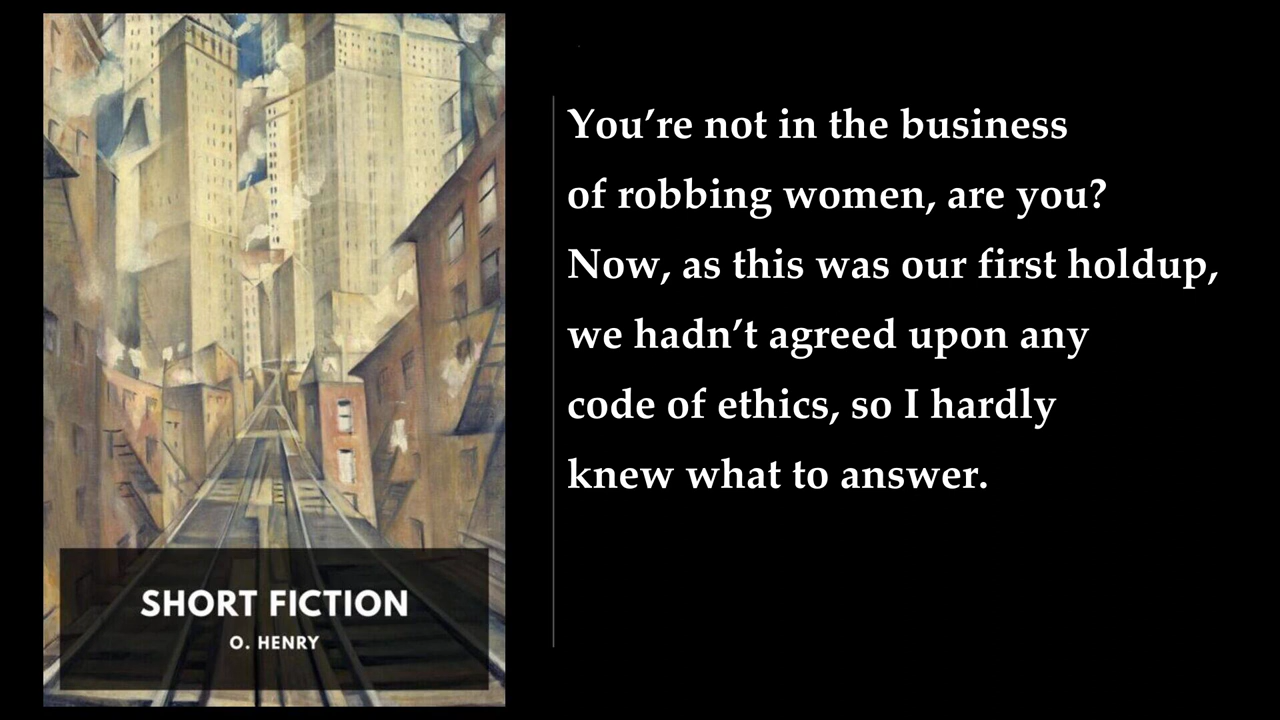 SHORT FICTION
O. HENRY
You’re not in the business
of robbing women, are you?
Now, as this was our first holdup,
we hadn’t agreed upon any
code of ethics, so I hardly
knew what to answer.